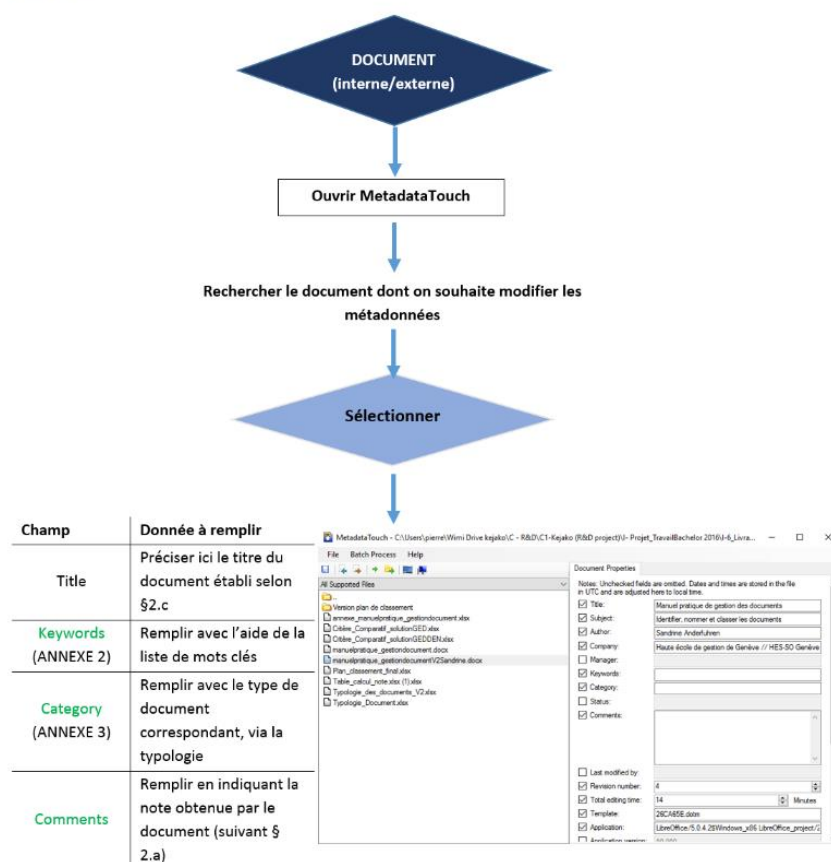 DOCUMENT
(interne/externe)
Ouvrir MetadataTouch
Rechercher le document dont on souhaite modifier les
métadonnées
Sélectionner
Champ
Donnée à remplir
Title
Préciser ici le titre du
document établi selon
§2.c
Keywords
(ANNEXE 2)
Remplir avec l'aide de la
liste de mots clés
Category
(ANNEXE 3)
Remplir avec le type de
document
correspondant, via la
typologie
Comments
Remplir en indiquant la
note obtenue par le
document (suivant §
2.a)
MetadataTouch - C:\Users\pierre\Wimi Drive kejako\C - R&D\C1-Kejako (R&D project)\I- Projet_TravailBachelor 2016\I-6_Livra...
File Batch Process Help
All Supported Files
..
Version plan de classement
annexe_manuelpratique_gestiondocument.xlsx
Critère_Comparatif_solutionGED.xlsx
Critère_Comparatif_solutionGEDDEN.xlsx
manuelpratique_gestiondocument.docx
manuelpratique_gestiondocumentV2Sandrine.docx
Plan_classement_final.xlsx
Table_calcul_note.xlsx (1).xlsx
Typologie_des_documents_V2.xlsx
Typologie_Document.xlsx
Document Properties
Notes: Unchecked fields are omitted. Dates and times are stored in the file
in UTC and are adjusted here to local time.
Title: Manuel pratique de gestion des documents
Subject: Identifier, nommer et classer les documents
Author: Sandrine Anderfuhren
Company: Haute école de gestion de Genève // HES-SO Genève
Manager:
Keywords:
Category:
Status:
Comments:
Last modified by:
Revision number: 4
Total editing time: 14 Minutes
Template: 26CA65B.dotm
Application: LibreOffice/5.0.4.2$Windows_x86 LibreOffice_project/2
Application version: